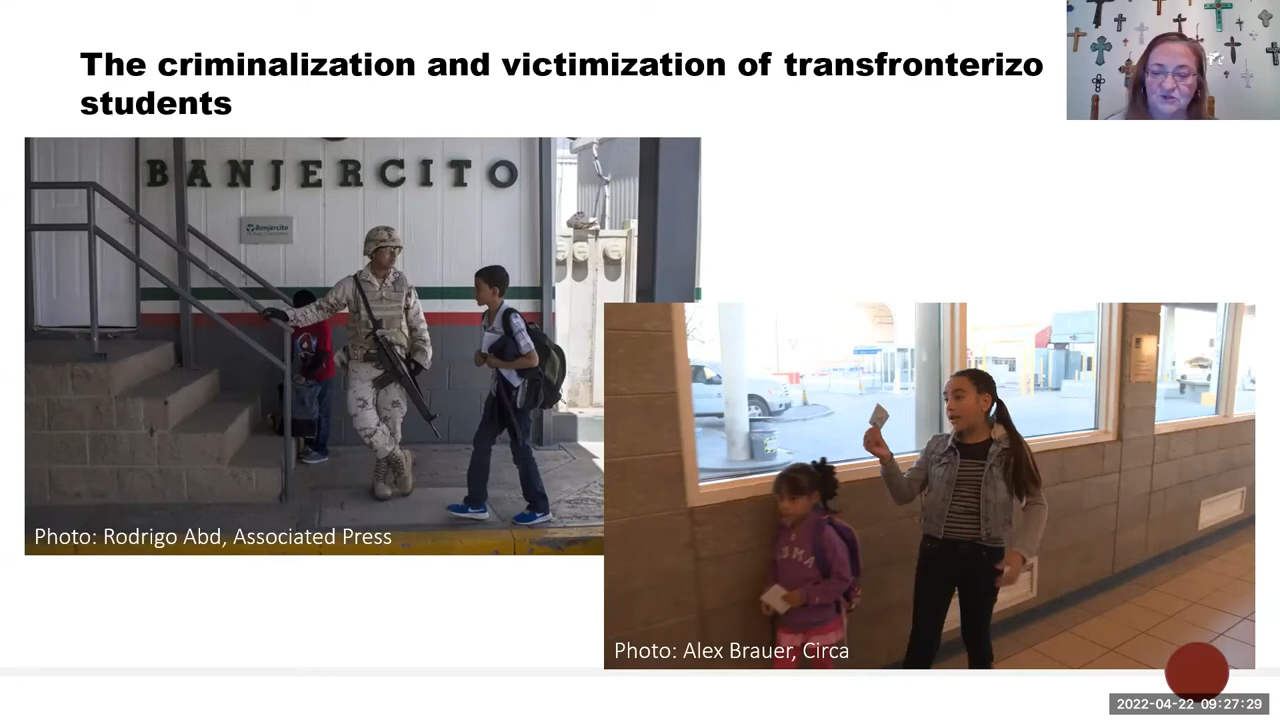 The criminalization and victimization of transfronterizo
students
BANJERCITO
Banjercito
Photo: Rodrigo Abd, Associated Press
Photo: Alex Brauer, Circa
2022-04-22 09:27:29